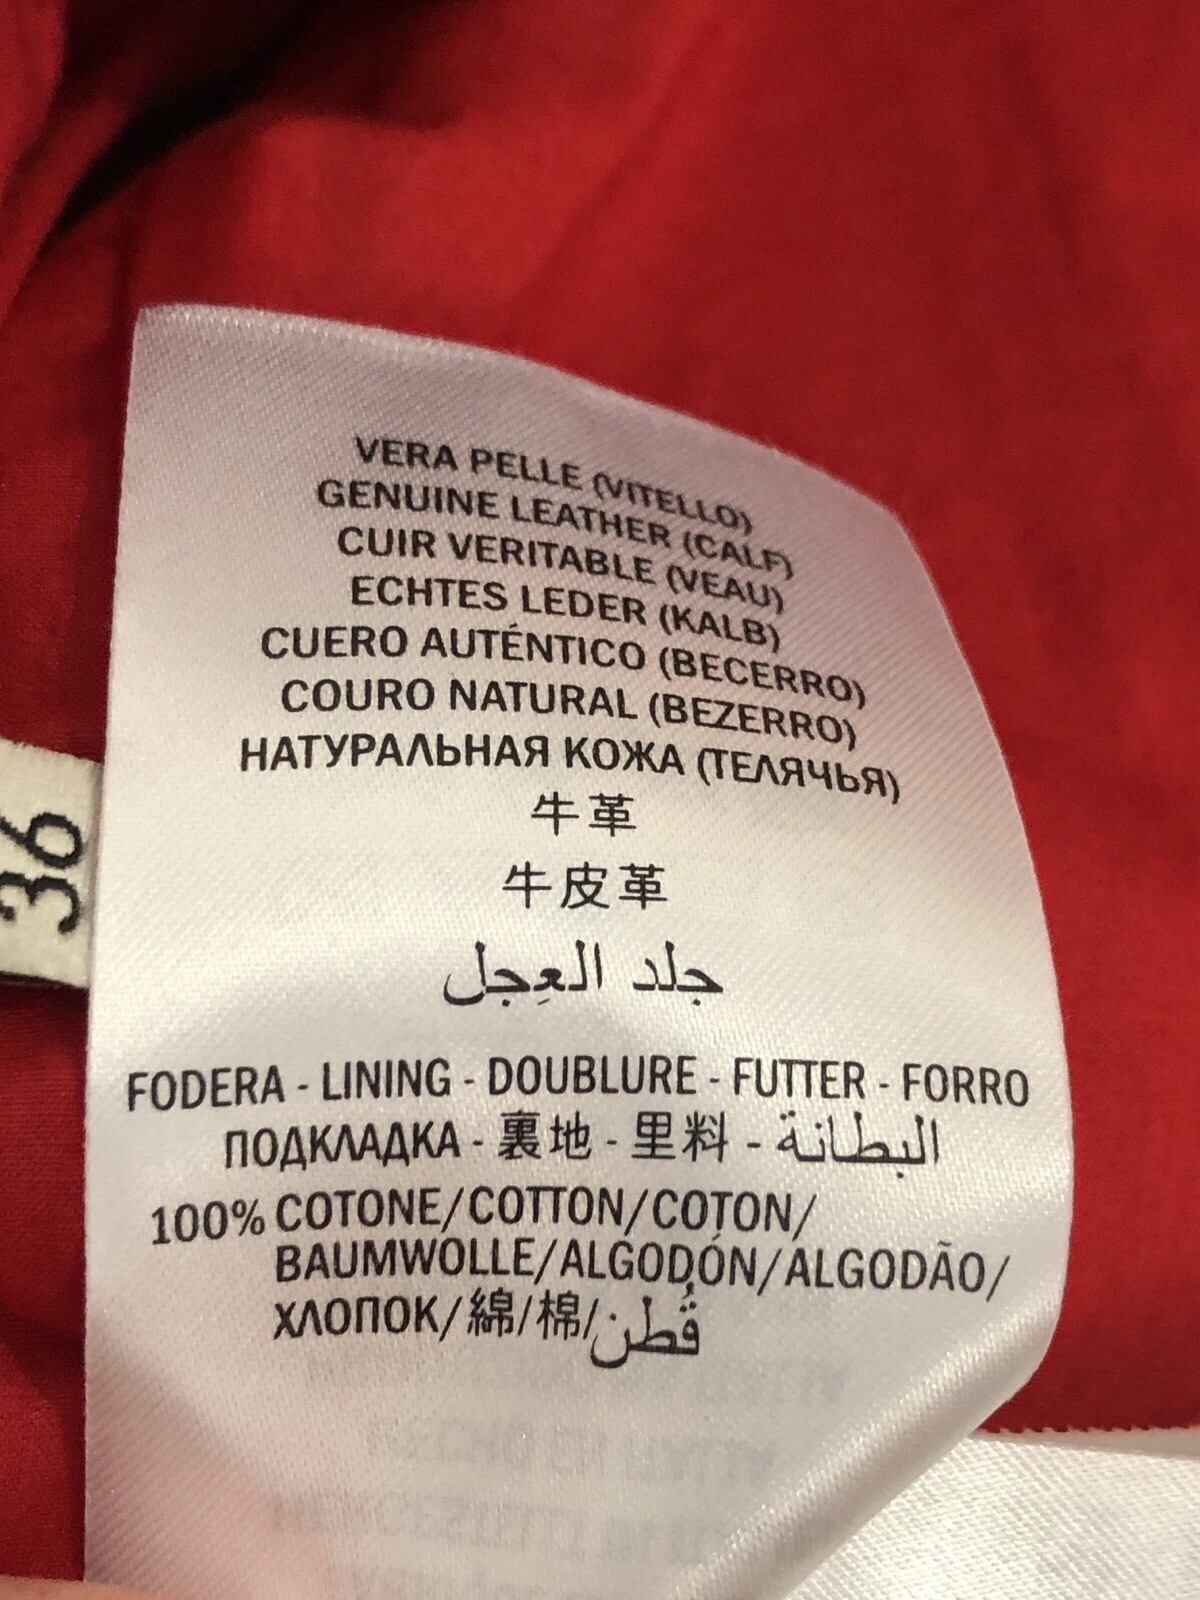 VERA PELLE (VITELLO)
GENUINE LEATHER (CALF)
CUIR VERITABLE (VEAU)
ECHTES LEDER (KALB)
CUERO AUTÉNTICO (BECERRO)
COURO NATURAL (BEZERRO)
НАТУРАЛЬНАЯ КОЖА (ТЕЛЯЧЬЯ)
牛革
牛皮革
جلد العِجل
FODERA - LINING - DOUBLURE - FUTTER - FORRO
ПОДКЛАДКА - 裏地 - 里料 - البطانة
100% COTONE/COTTON/COTON/
BAUMWOLLE/ALGODÓN/ALGODÃO/
ХЛОПОК/綿/棉/قُطن
36